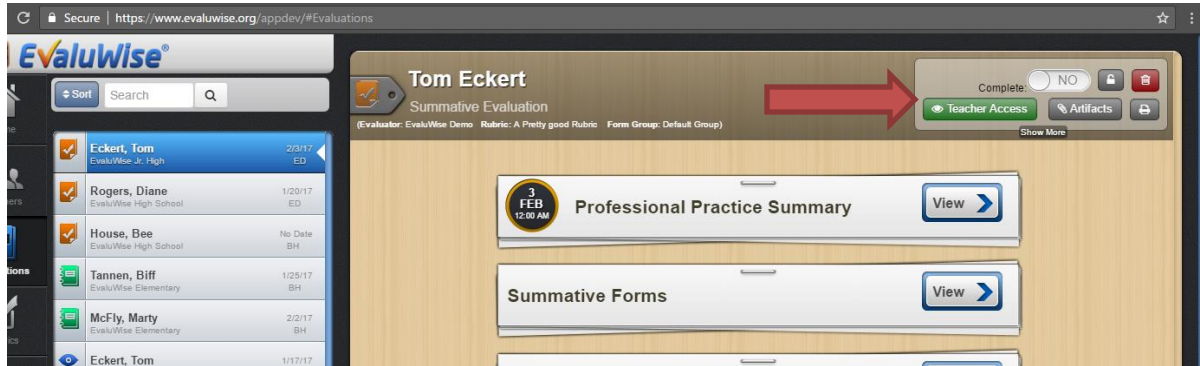 Secure | https://www.evaluwise.org/appdev/#Evaluations
EvaluWise®
Sort
Search
Eckert, Tom 2/3/17
EvaluWise Jr. High ED
Rogers, Diane 1/20/17
EvaluWise High School ED
House, Bee No Date
EvaluWise High School BH
Tannen, Biff 1/25/17
EvaluWise Elementary BH
McFly, Marty 2/2/17
EvaluWise Elementary BH
Eckert, Tom 1/17/17
Tom Eckert
Summative Evaluation
(Evaluator: EvaluWise Demo Rubric: A Pretty good Rubric Form Group: Default Group)
Complete: NO
Teacher Access Artifacts
Show More
3
FEB
12:00 AM
Professional Practice Summary
View
Summative Forms
View